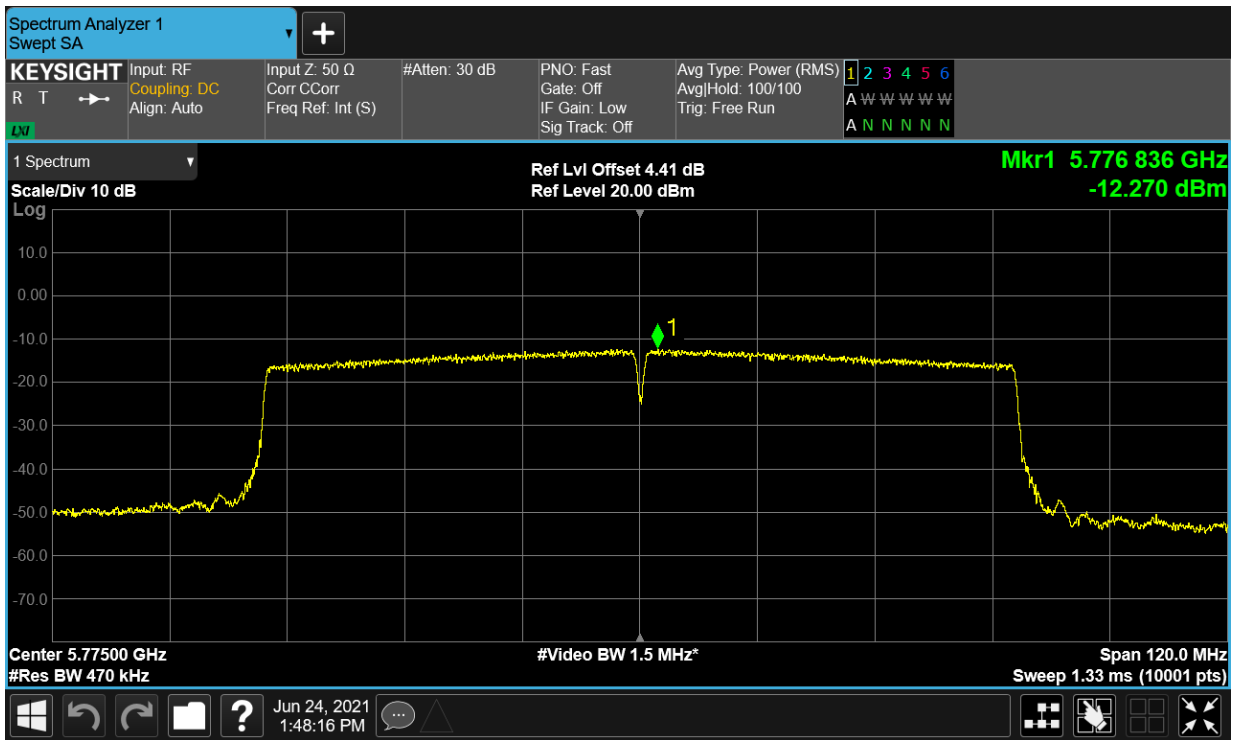 Spectrum Analyzer 1
Swept SA
KEYSIGHT
R T
LXI
Input: RF
Coupling: DC
Align: Auto
Input Z: 50 Ω
Corr CCorr
Freq Ref: Int (S)
#Atten: 30 dB
PNO: Fast
Gate: Off
IF Gain: Low
Sig Track: Off
Avg Type: Power (RMS)
Avg|Hold: 100/100
Trig: Free Run
1 2 3 4 5 6
A W W W W W
A N N N N N
1 Spectrum
Scale/Div 10 dB
Log
Ref Lvl Offset 4.41 dB
Ref Level 20.00 dBm
Mkr1 5.776 836 GHz
-12.270 dBm
10.0
0.00
1
-10.0
-20.0
-30.0
-40.0
-50.0
-60.0
-70.0
Center 5.77500 GHz
#Res BW 470 kHz
#Video BW 1.5 MHz*
Span 120.0 MHz
Sweep 1.33 ms (10001 pts)
?
Jun 24, 2021
1:48:16 PM